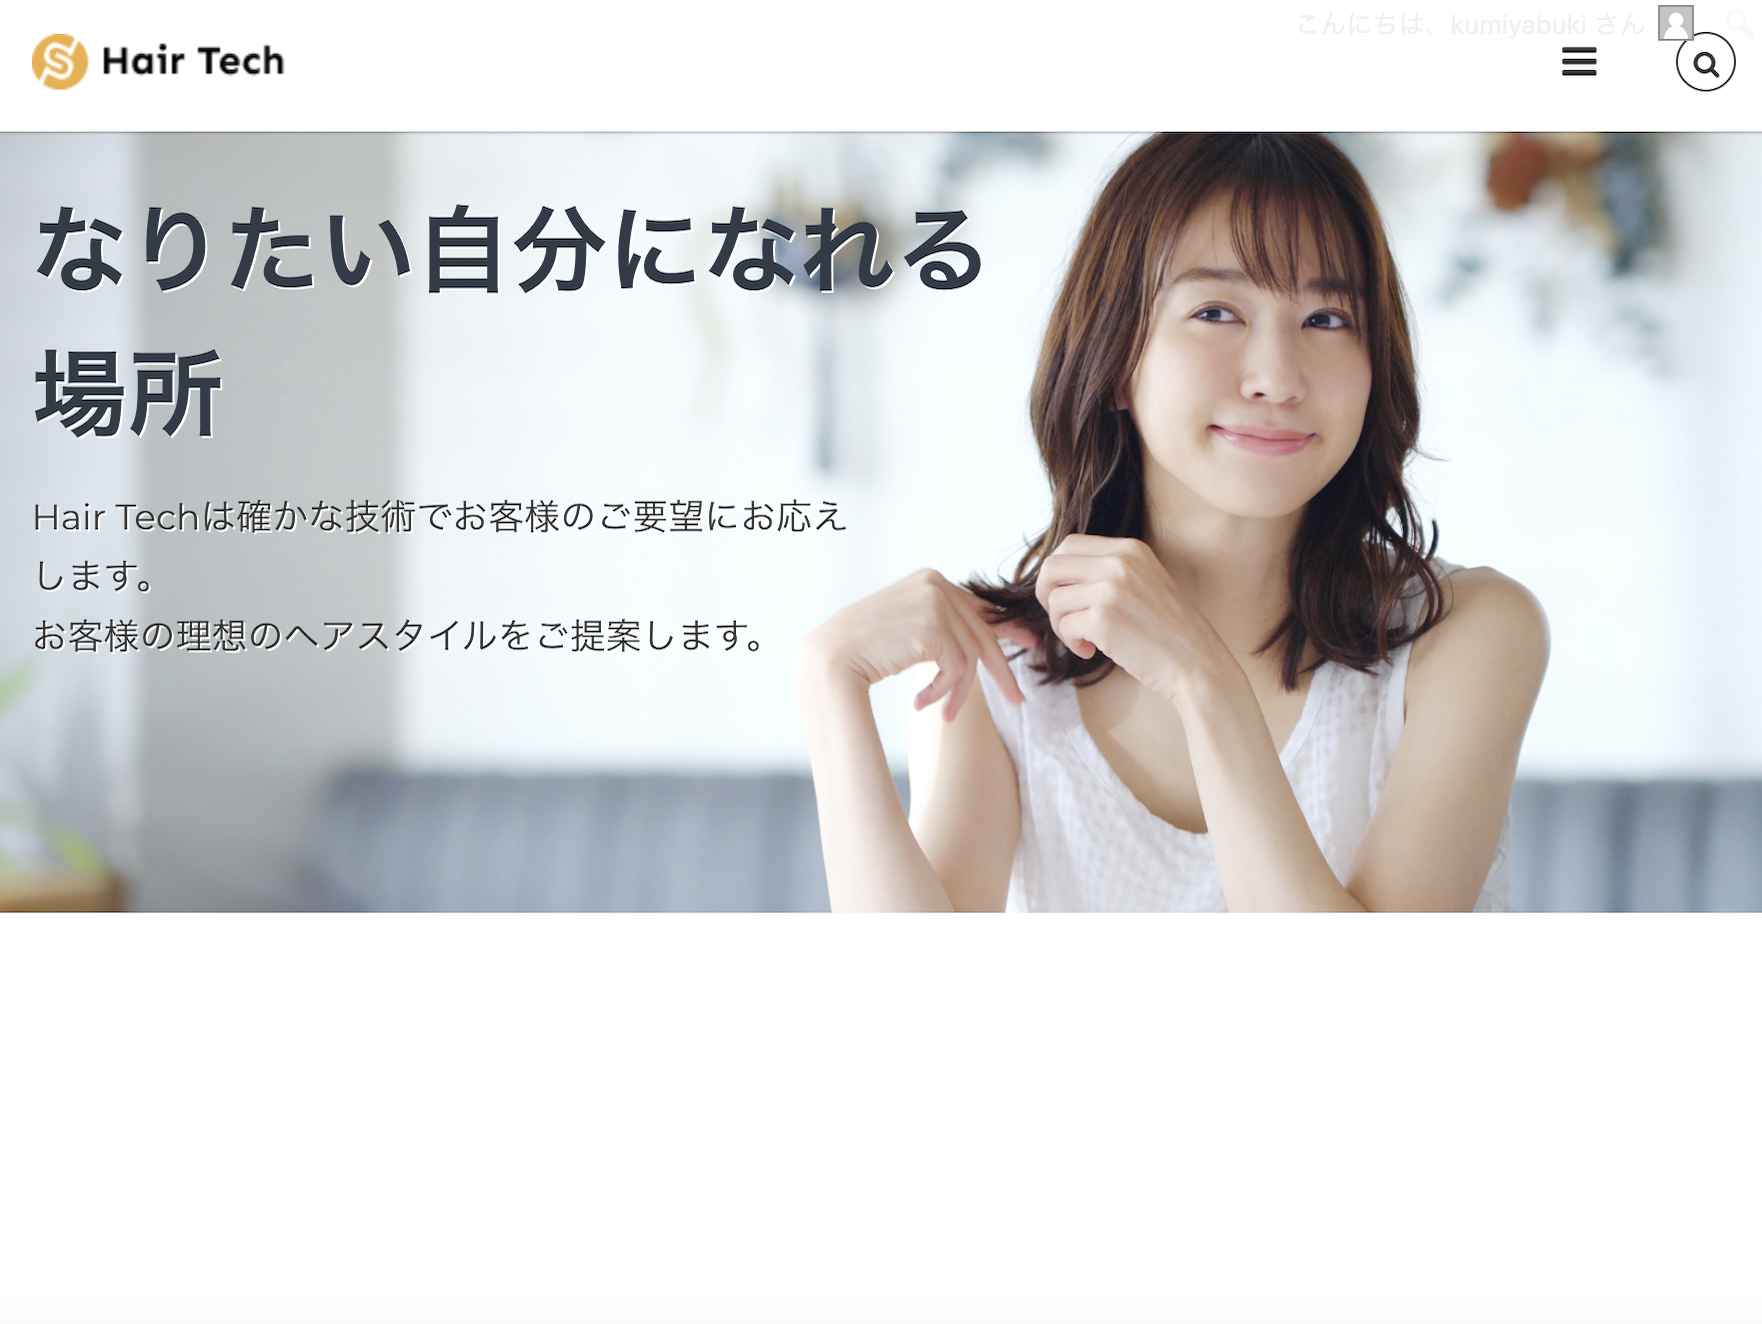 こんにちは、kumiyabuki さん
Hair Tech
なりたい自分になれる
場所
Hair Techは確かな技術でお客様のご要望にお応え
します。
お客様の理想のヘアスタイルをご提案します。